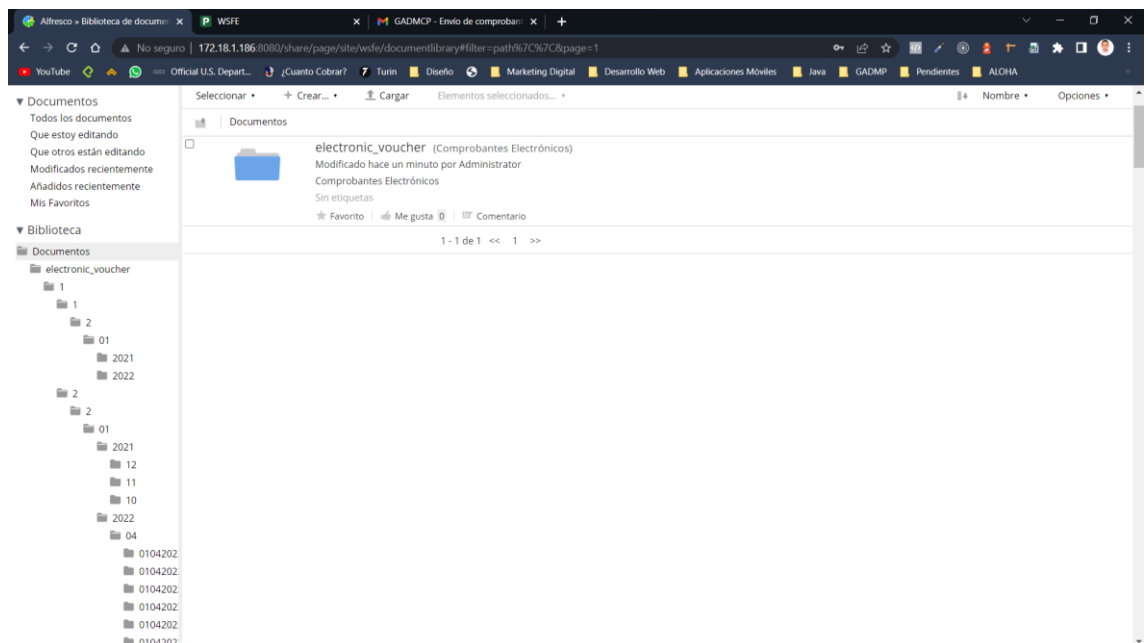 Alfresco » Biblioteca de documen
WSFE
GADMCP - Envío de comprobant
No seguro | 172.18.1.186:8080/share/page/site/wsfe/documentlibrary#filter=path%7C%7C&page=1
YouTube
Official U.S. Depart...
¿Cuanto Cobrar?
Turin
Diseño
Marketing Digital
Desarrollo Web
Aplicaciones Móviles
Java
GADMP
Pendientes
ALOHA
Documentos
Todos los documentos
Que estoy editando
Que otros están editando
Modificados recientemente
Añadidos recientemente
Mis Favoritos
Biblioteca
Documentos
electronic_voucher
1
1
2
01
2021
2022
2
2
01
2021
12
11
10
2022
04
0104202
0104202
0104202
0104202
0104202
0104202
Seleccionar
+ Crear...
Cargar
Elementos seleccionados...
Nombre
Opciones
Documentos
electronic_voucher (Comprobantes Electrónicos)
Modificado hace un minuto por Administrator
Comprobantes Electrónicos
Sin etiquetas
Favorito
Me gusta 0
Comentario
1 - 1 de 1 << 1 >>